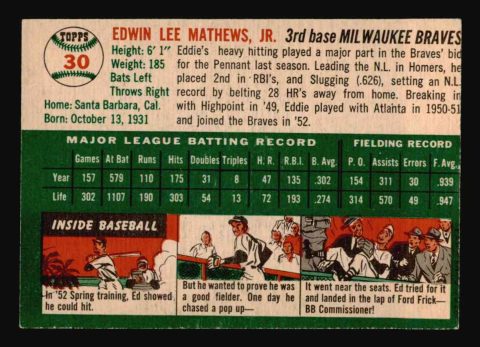 TOPPS
30
EDWIN LEE MATHEWS, JR. 3rd base MILWAUKEE BRAVES
Height: 6' 1"
Weight: 185
Bats Left
Throws Right
Home: Santa Barbara, Cal.
Born: October 13, 1931
Eddie's heavy hitting played a major part in the Braves' bid
for the Pennant last season. Leading the N.L. in Homers, he
placed 2nd in RBI's, and Slugging (.626), setting an N.L.
record by belting 28 HR's away from home. Breaking in
with Highpoint in '49, Eddie played with Atlanta in 1950-51
and joined the Braves in '52.
MAJOR LEAGUE BATTING RECORD FIELDING RECORD
Games At Bat Runs Hits Doubles Triples H.R. R.B.I. B. Avg. P.O. Assists Errors F. Avg.
Year 157 579 110 175 31 8 47 135 .302 154 311 30 .939
Life 302 1107 190 303 54 13 72 193 .274 314 570 49 .947
INSIDE BASEBALL
In '52 Spring training, Ed showed
he could hit.
But he wanted to prove he was
a good fielder. One day he
chased a pop up—
It went near the seats. Ed tried for it
and landed in the lap of Ford Frick—
BB Commissioner!